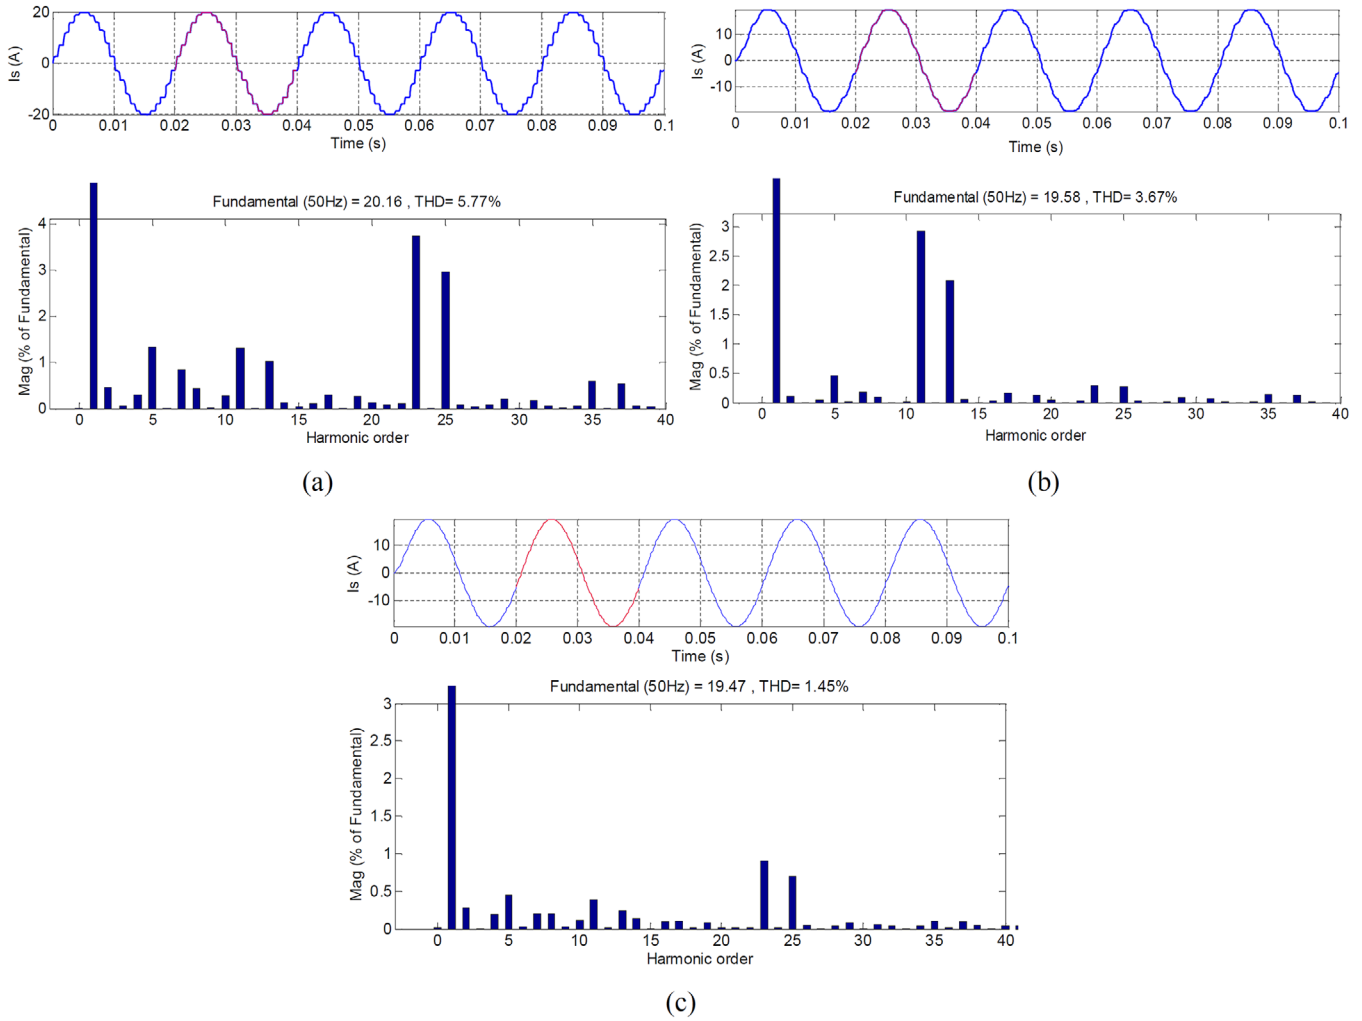 20
0
-20
Is (A)
0 0.01 0.02 0.03 0.04 0.05 0.06 0.07 0.08 0.09 0.1
Time (s)
Fundamental (50Hz) = 20.16 , THD= 5.77%
4
3
2
1
0
Mag (% of Fundamental)
0 5 10 15 20 25 30 35 40
Harmonic order
(a)
10
0
-10
Is (A)
0 0.01 0.02 0.03 0.04 0.05 0.06 0.07 0.08 0.09 0.1
Time (s)
Fundamental (50Hz) = 19.58 , THD= 3.67%
3
2.5
2
1.5
1
0.5
0
Mag (% of Fundamental)
0 5 10 15 20 25 30 35 40
Harmonic order
(b)
10
0
-10
Is (A)
0 0.01 0.02 0.03 0.04 0.05 0.06 0.07 0.08 0.09 0.1
Time (s)
Fundamental (50Hz) = 19.47 , THD= 1.45%
3
2.5
2
1.5
1
0.5
0
Mag (% of Fundamental)
0 5 10 15 20 25 30 35 40
Harmonic order
(c)